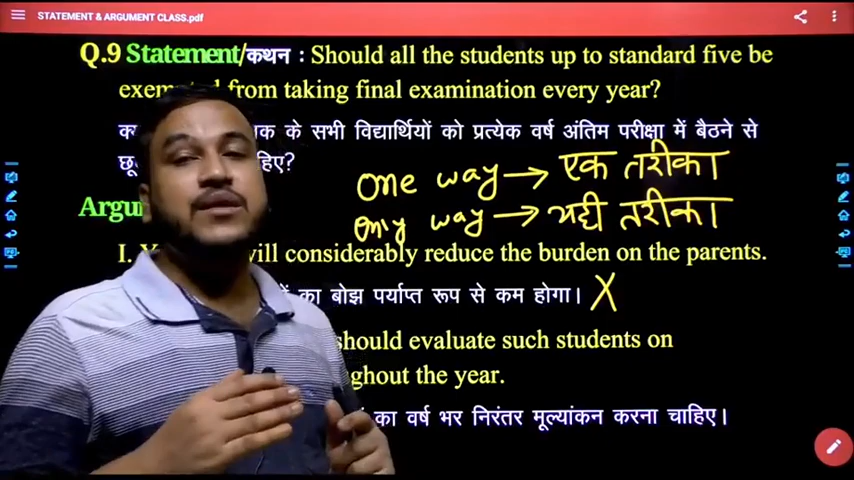 STATEMENT & ARGUMENT CLASS.pdf
Q.9 Statement/कथन : Should all the students up to standard five be
from taking final examination every year?
के सभी विद्यार्थियों को प्रत्येक वर्ष अंतिम परीक्षा में बैठने से
One way → एक तरीका
Only way → यही तरीका
I. will considerably reduce the burden on the parents.
का बोझ पर्याप्त रूप से कम होगा। X
should evaluate such students on
the year.
का वर्ष भर निरंतर मूल्यांकन करना चाहिए।